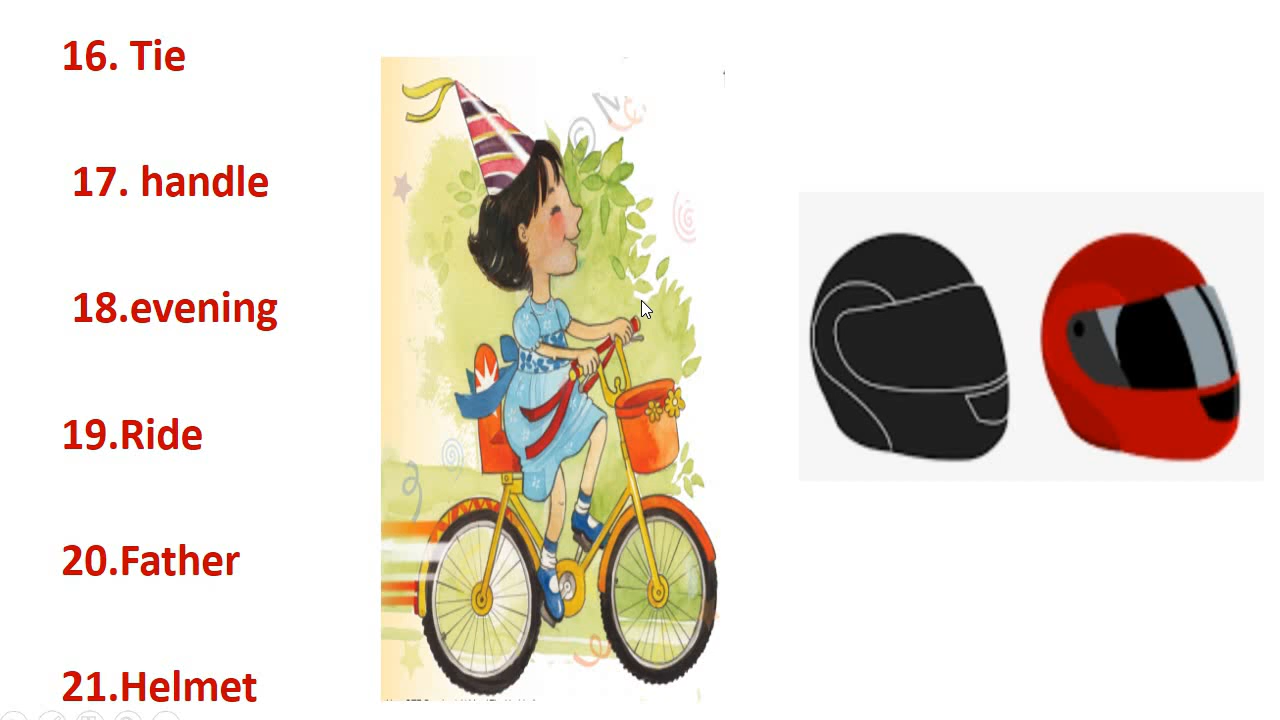 16. Tie
17. handle
18.evening
19.Ride
20.Father
21.Helmet